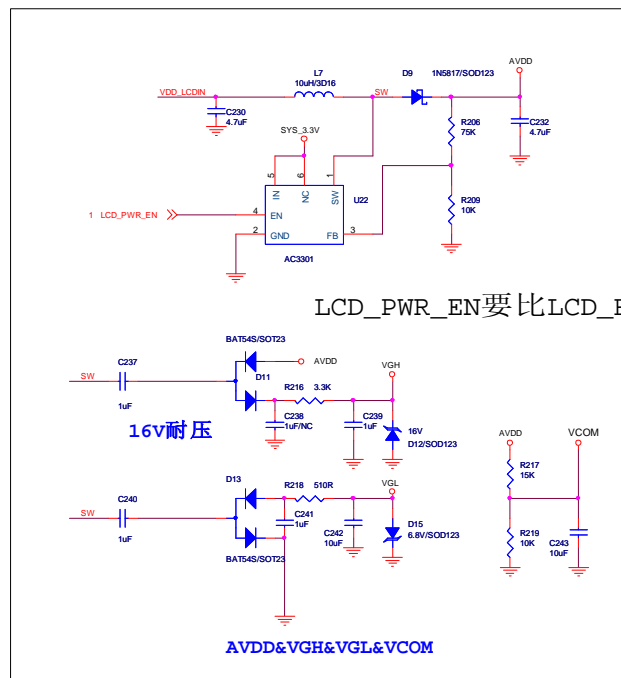 AVDD
L7
D9 1N5817/SOD123
10uH/3D16
VDD_LCDIN
SW
C230
4.7uF
R206
75K
C232
4.7uF
SYS_3.3V
5
6
1
IN
NC
SW
U22
R209
10K
1 LCD_PWR_EN
4
EN
2
GND
FB
3
AC3301
LCD_PWR_EN要比LCD_
BAT54S/SOT23
C237
AVDD
VGH
D11
SW
R216 3.3K
1uF
C238
1uF/NC
C239
1uF
16V
D12/SOD123
16V耐压
AVDD
VCOM
D13
R218 510R
VGL
R217
15K
C240
SW
C241
1uF
D15
6.8V/SOD123
1uF
C242
10uF
R219
10K
C243
10uF
BAT54S/SOT23
AVDD&VGH&VGL&VCOM